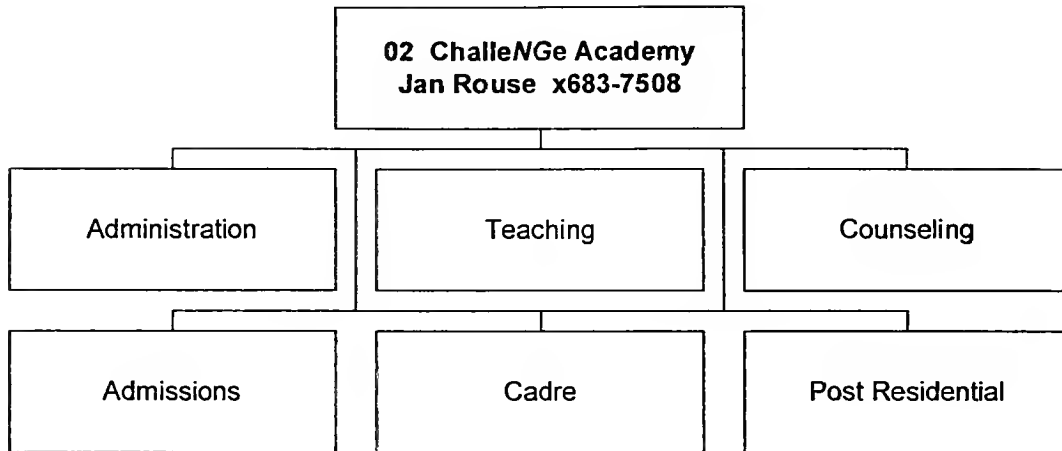 02 ChalleNGe Academy
Jan Rouse x683-7508
Administration
Teaching
Counseling
Admissions
Cadre
Post Residential